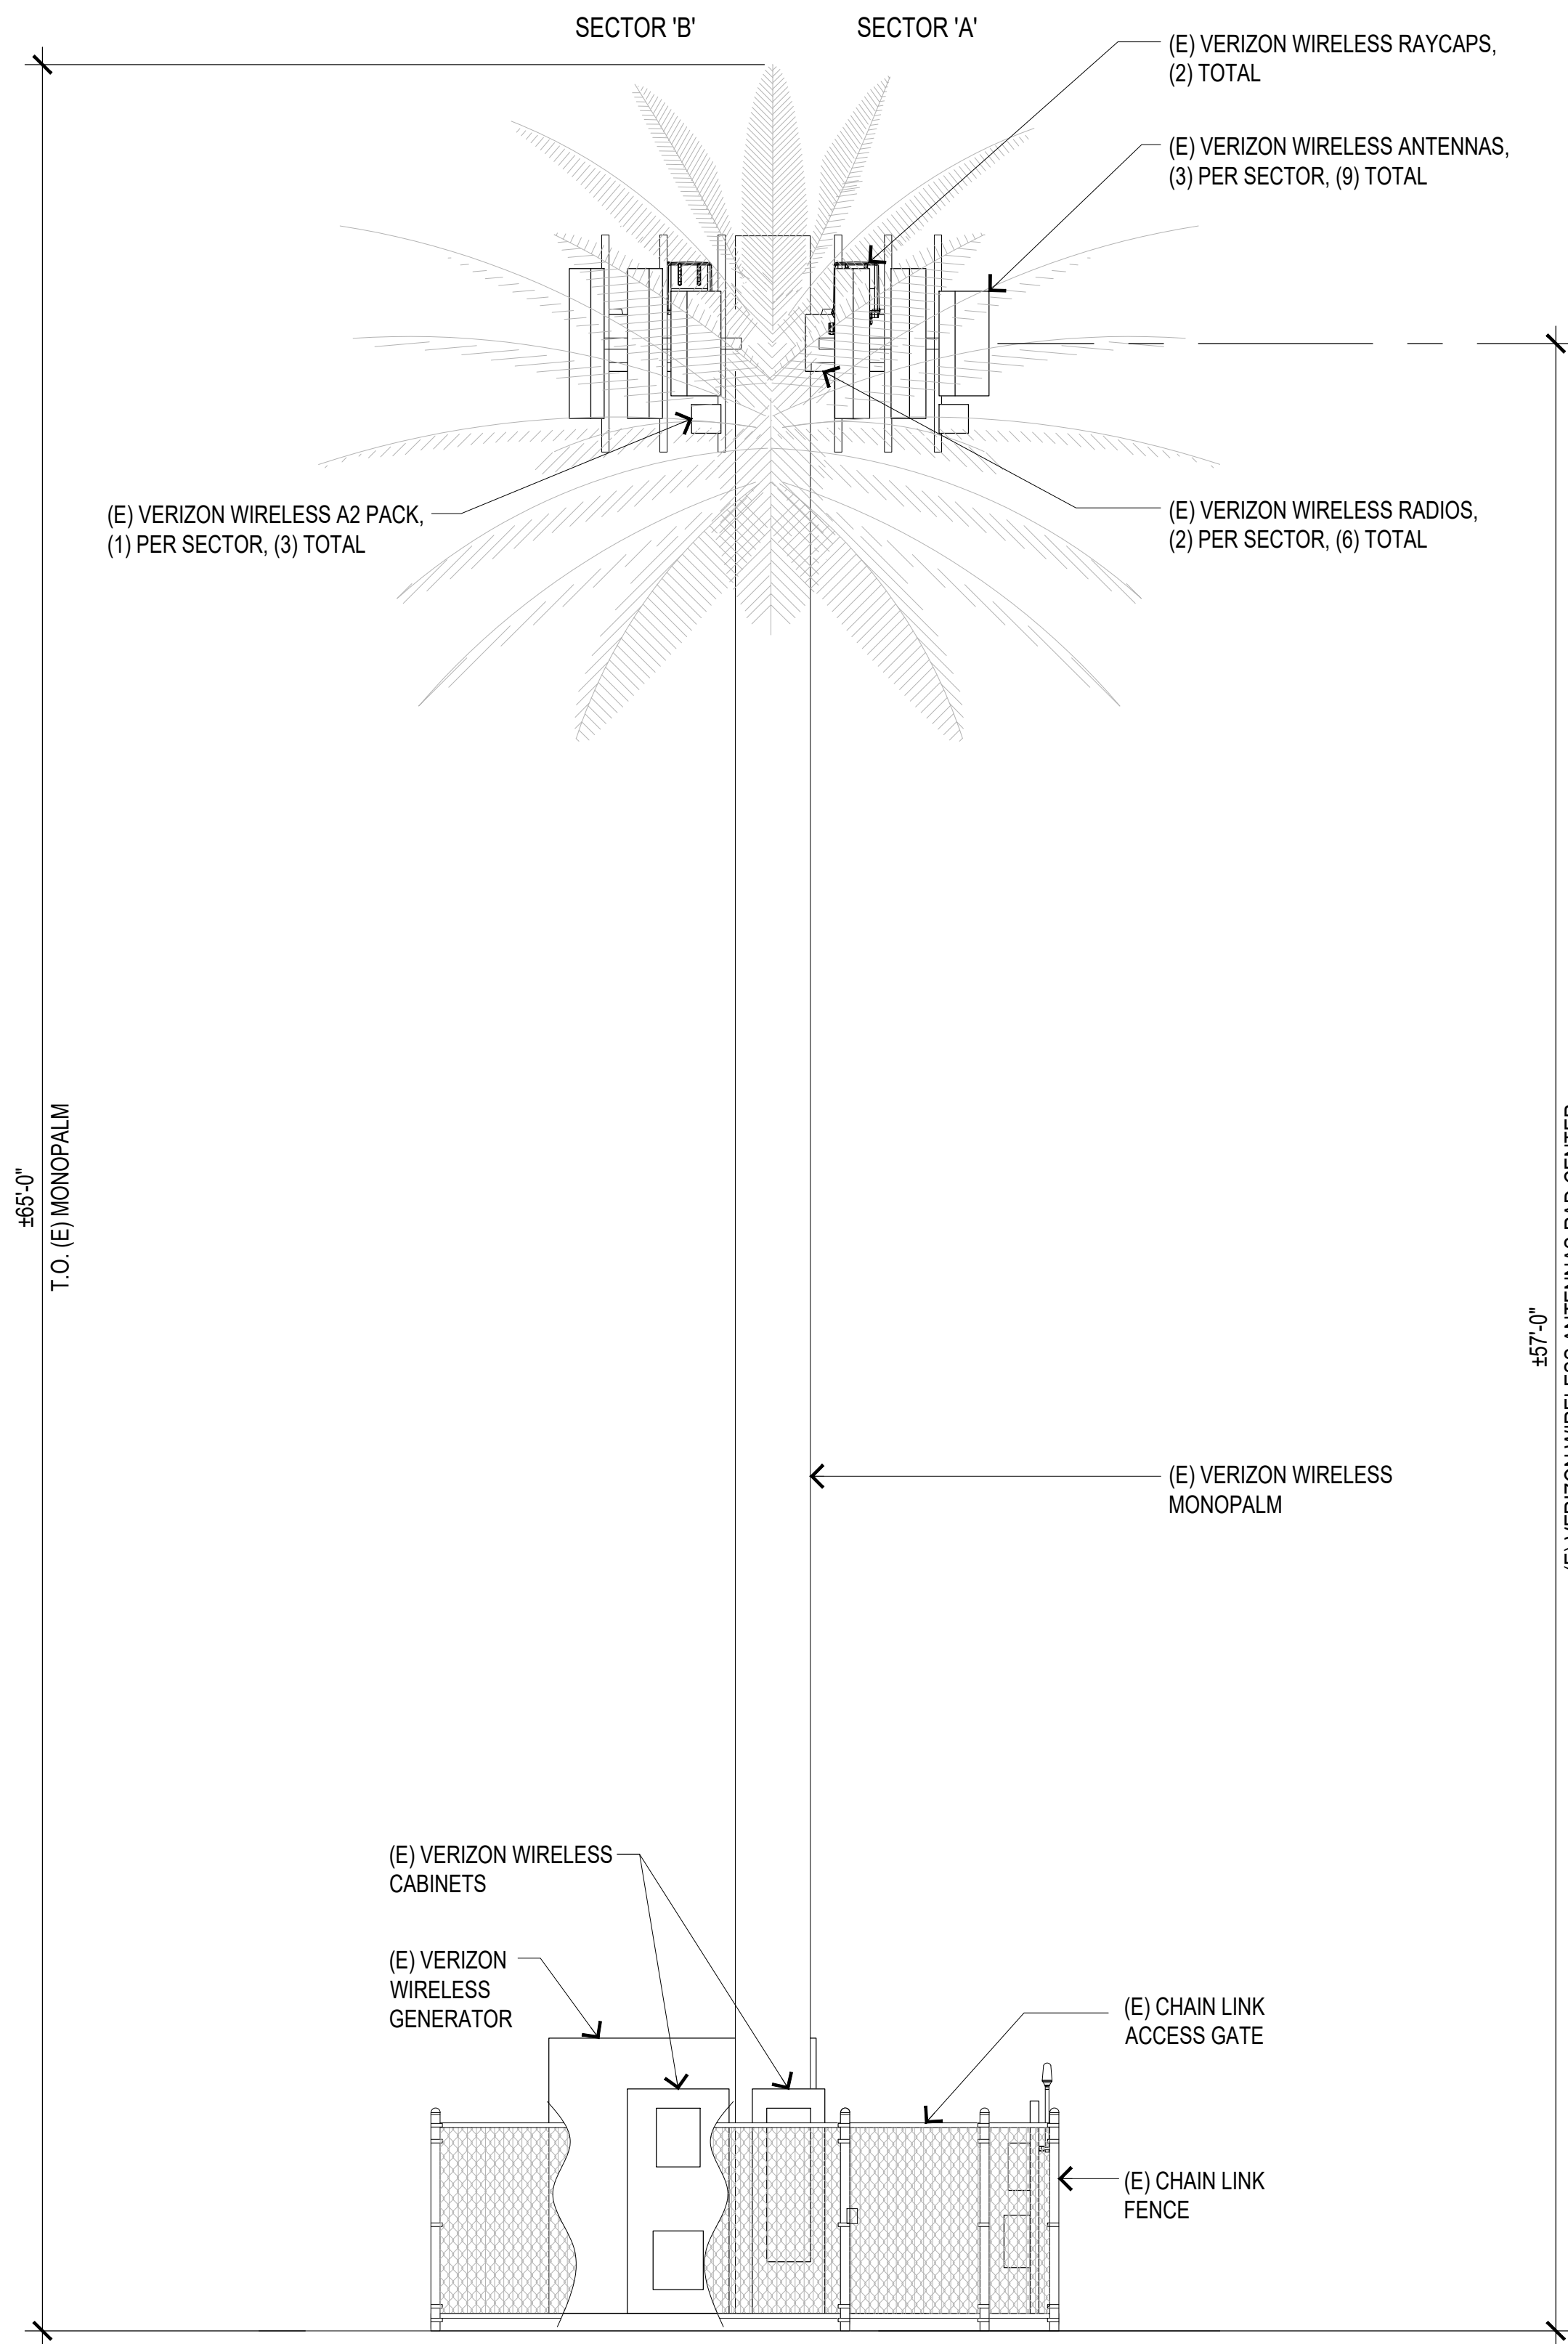 SECTOR 'B'
SECTOR 'A'
(E) VERIZON WIRELESS RAYCAPS,
(2) TOTAL
(E) VERIZON WIRELESS ANTENNAS,
(3) PER SECTOR, (9) TOTAL
(E) VERIZON WIRELESS A2 PACK,
(1) PER SECTOR, (3) TOTAL
(E) VERIZON WIRELESS RADIOS,
(2) PER SECTOR, (6) TOTAL
±65'-0"
T.O. (E) MONOPALM
±57'-0"
(E) VERIZON WIRELESS
MONOPALM
(E) VERIZON WIRELESS
CABINETS
(E) VERIZON
WIRELESS
GENERATOR
(E) CHAIN LINK
ACCESS GATE
(E) CHAIN LINK
FENCE